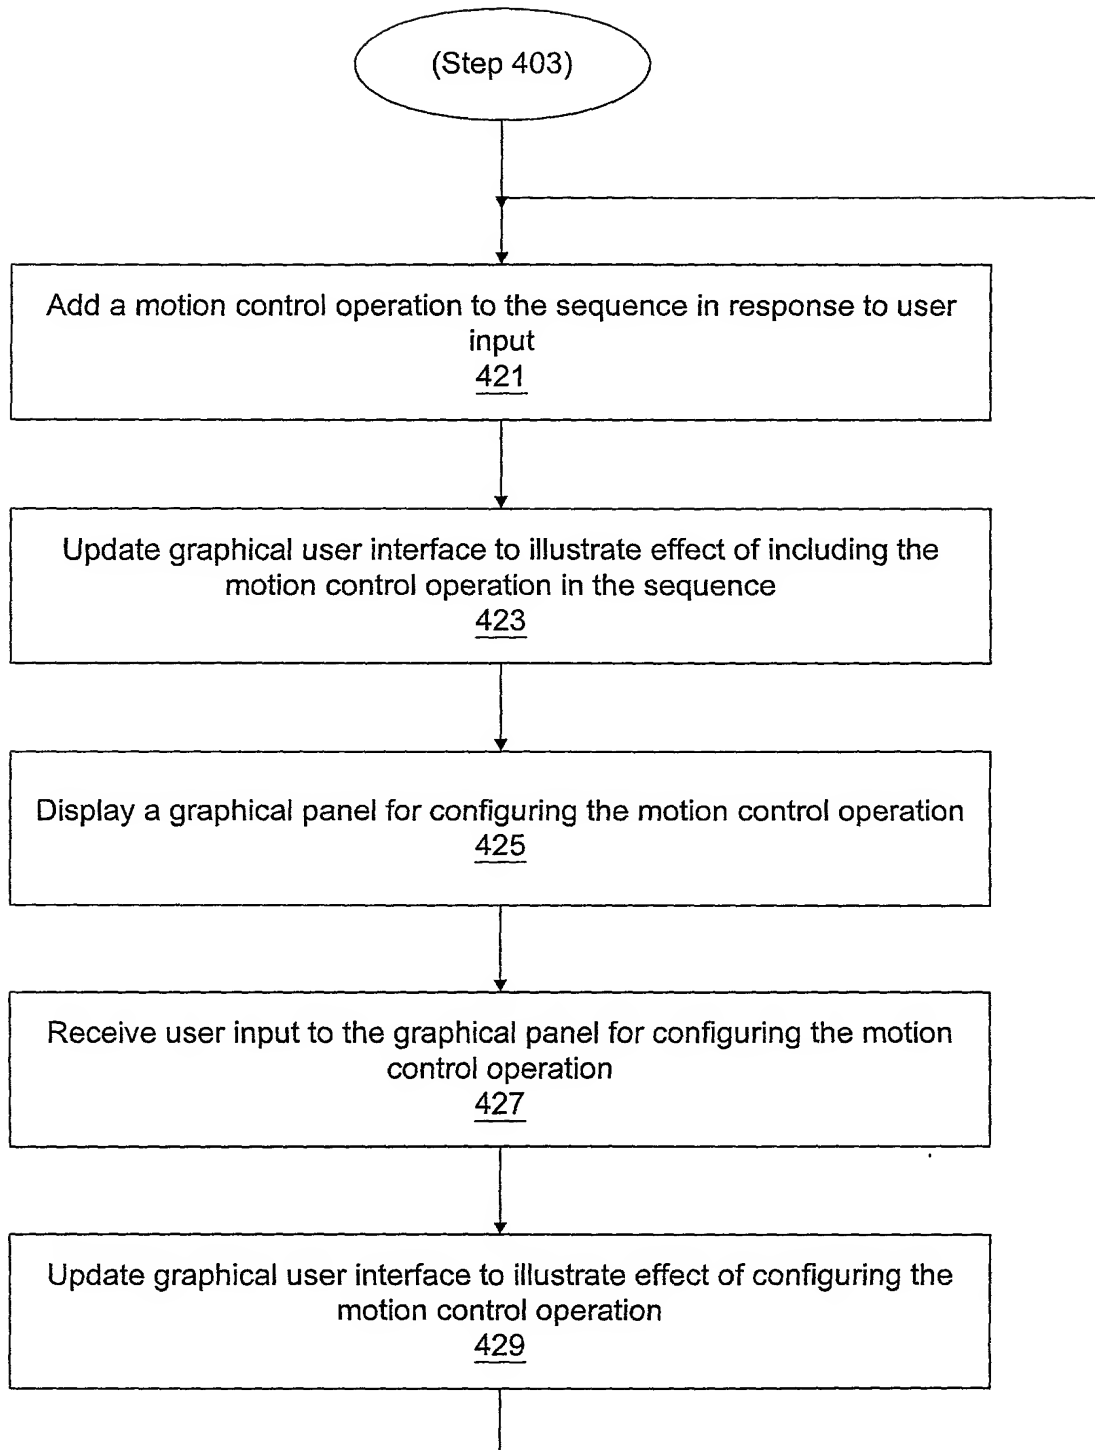 (Step 403)
Add a motion control operation to the sequence in response to user
input
421
Update graphical user interface to illustrate effect of including the
motion control operation in the sequence
423
Display a graphical panel for configuring the motion control operation
425
Receive user input to the graphical panel for configuring the motion
control operation
427
Update graphical user interface to illustrate effect of configuring the
motion control operation
429